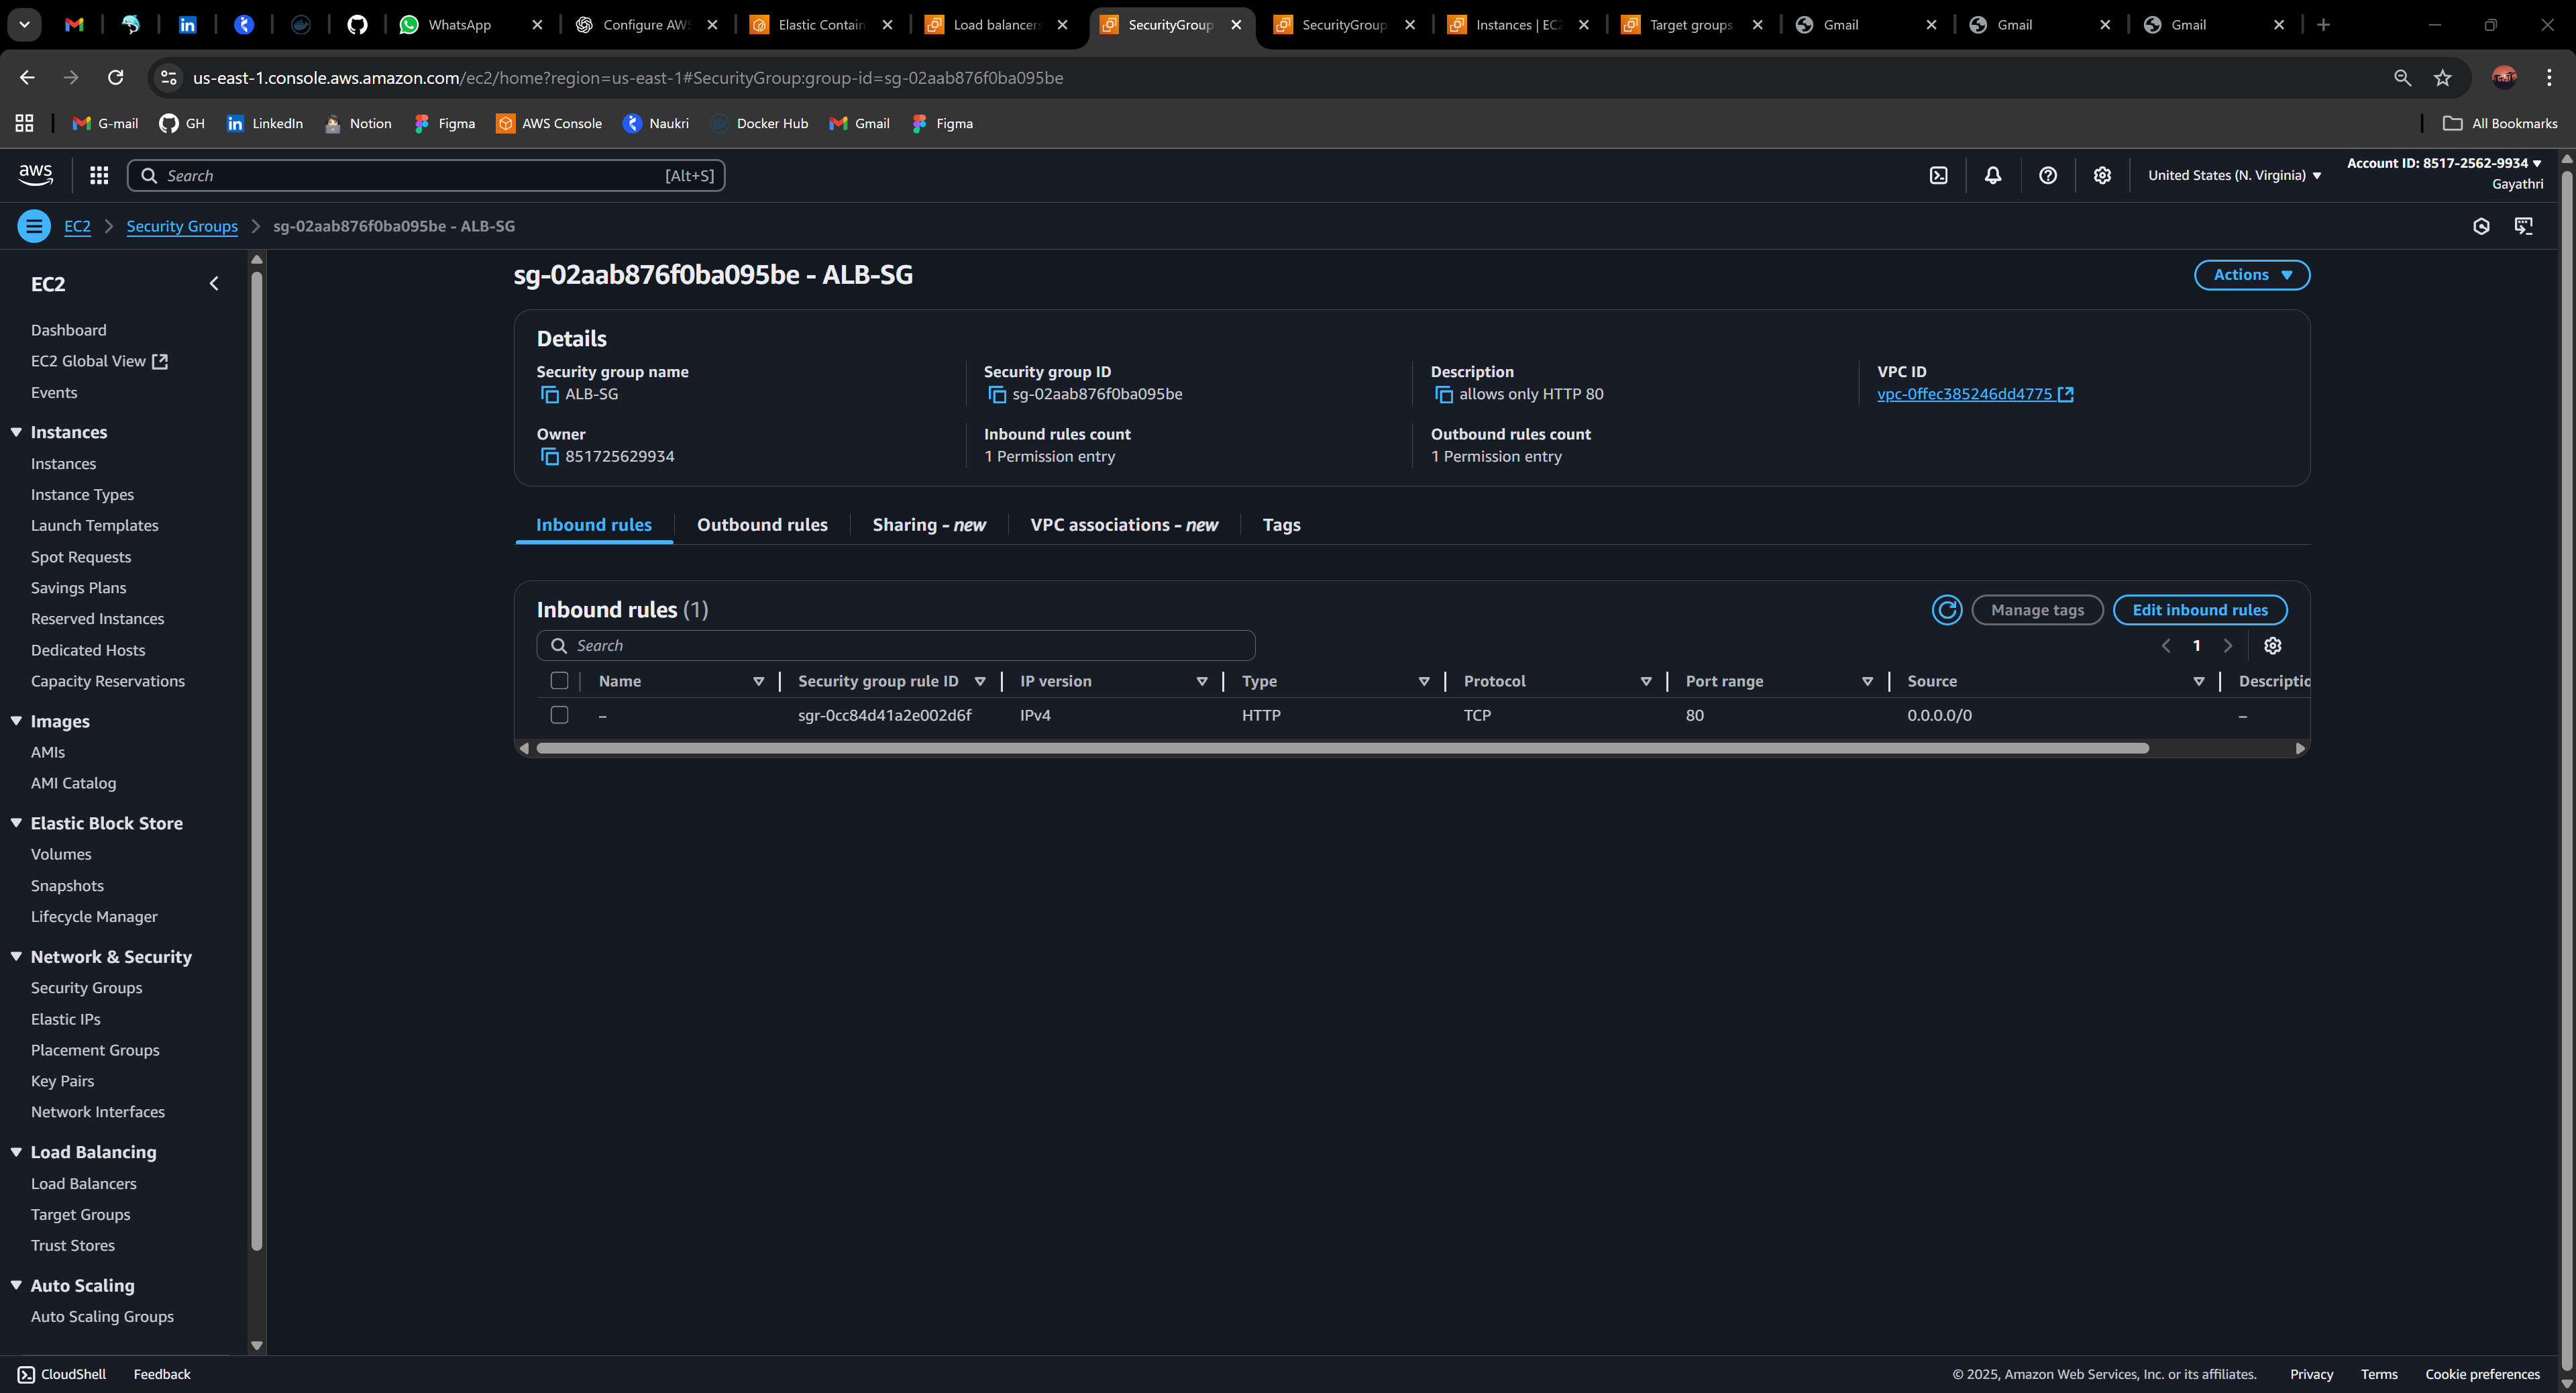 WhatsApp
Configure AW
Elastic Contain
Load balancers
SecurityGroup
SecurityGroup
Instances | EC2
Target groups
Gmail
Gmail
Gmail
us-east-1.console.aws.amazon.com/ec2/home?region=us-east-1#SecurityGroup:group-id=sg-02aab876f0ba095be
G-mail
GH
LinkedIn
Notion
Figma
AWS Console
Naukri
Docker Hub
Gmail
Figma
All Bookmarks
aws
Search
[Alt+S]
United States (N. Virginia)
Account ID: 8517-2562-9934
Gayathri
EC2 > Security Groups > sg-02aab876f0ba095be - ALB-SG
EC2
Dashboard
EC2 Global View
Events
Instances
Instances
Instance Types
Launch Templates
Spot Requests
Savings Plans
Reserved Instances
Dedicated Hosts
Capacity Reservations
Images
AMIs
AMI Catalog
Elastic Block Store
Volumes
Snapshots
Lifecycle Manager
Network & Security
Security Groups
Elastic IPs
Placement Groups
Key Pairs
Network Interfaces
Load Balancing
Load Balancers
Target Groups
Trust Stores
Auto Scaling
Auto Scaling Groups
sg-02aab876f0ba095be - ALB-SG
Actions
Details
Security group name
ALB-SG
Security group ID
sg-02aab876f0ba095be
Description
allows only HTTP 80
VPC ID
vpc-0ffec385246dd4775
Owner
851725629934
Inbound rules count
1 Permission entry
Outbound rules count
1 Permission entry
Inbound rules
Outbound rules
Sharing - new
VPC associations - new
Tags
Inbound rules (1)
Manage tags
Edit inbound rules
Search
1
Name
Security group rule ID
IP version
Type
Protocol
Port range
Source
Descriptio
–
sgr-0cc84d41a2e002d6f
IPv4
HTTP
TCP
80
0.0.0.0/0
–
CloudShell
Feedback
© 2025, Amazon Web Services, Inc. or its affiliates.
Privacy
Terms
Cookie preferences